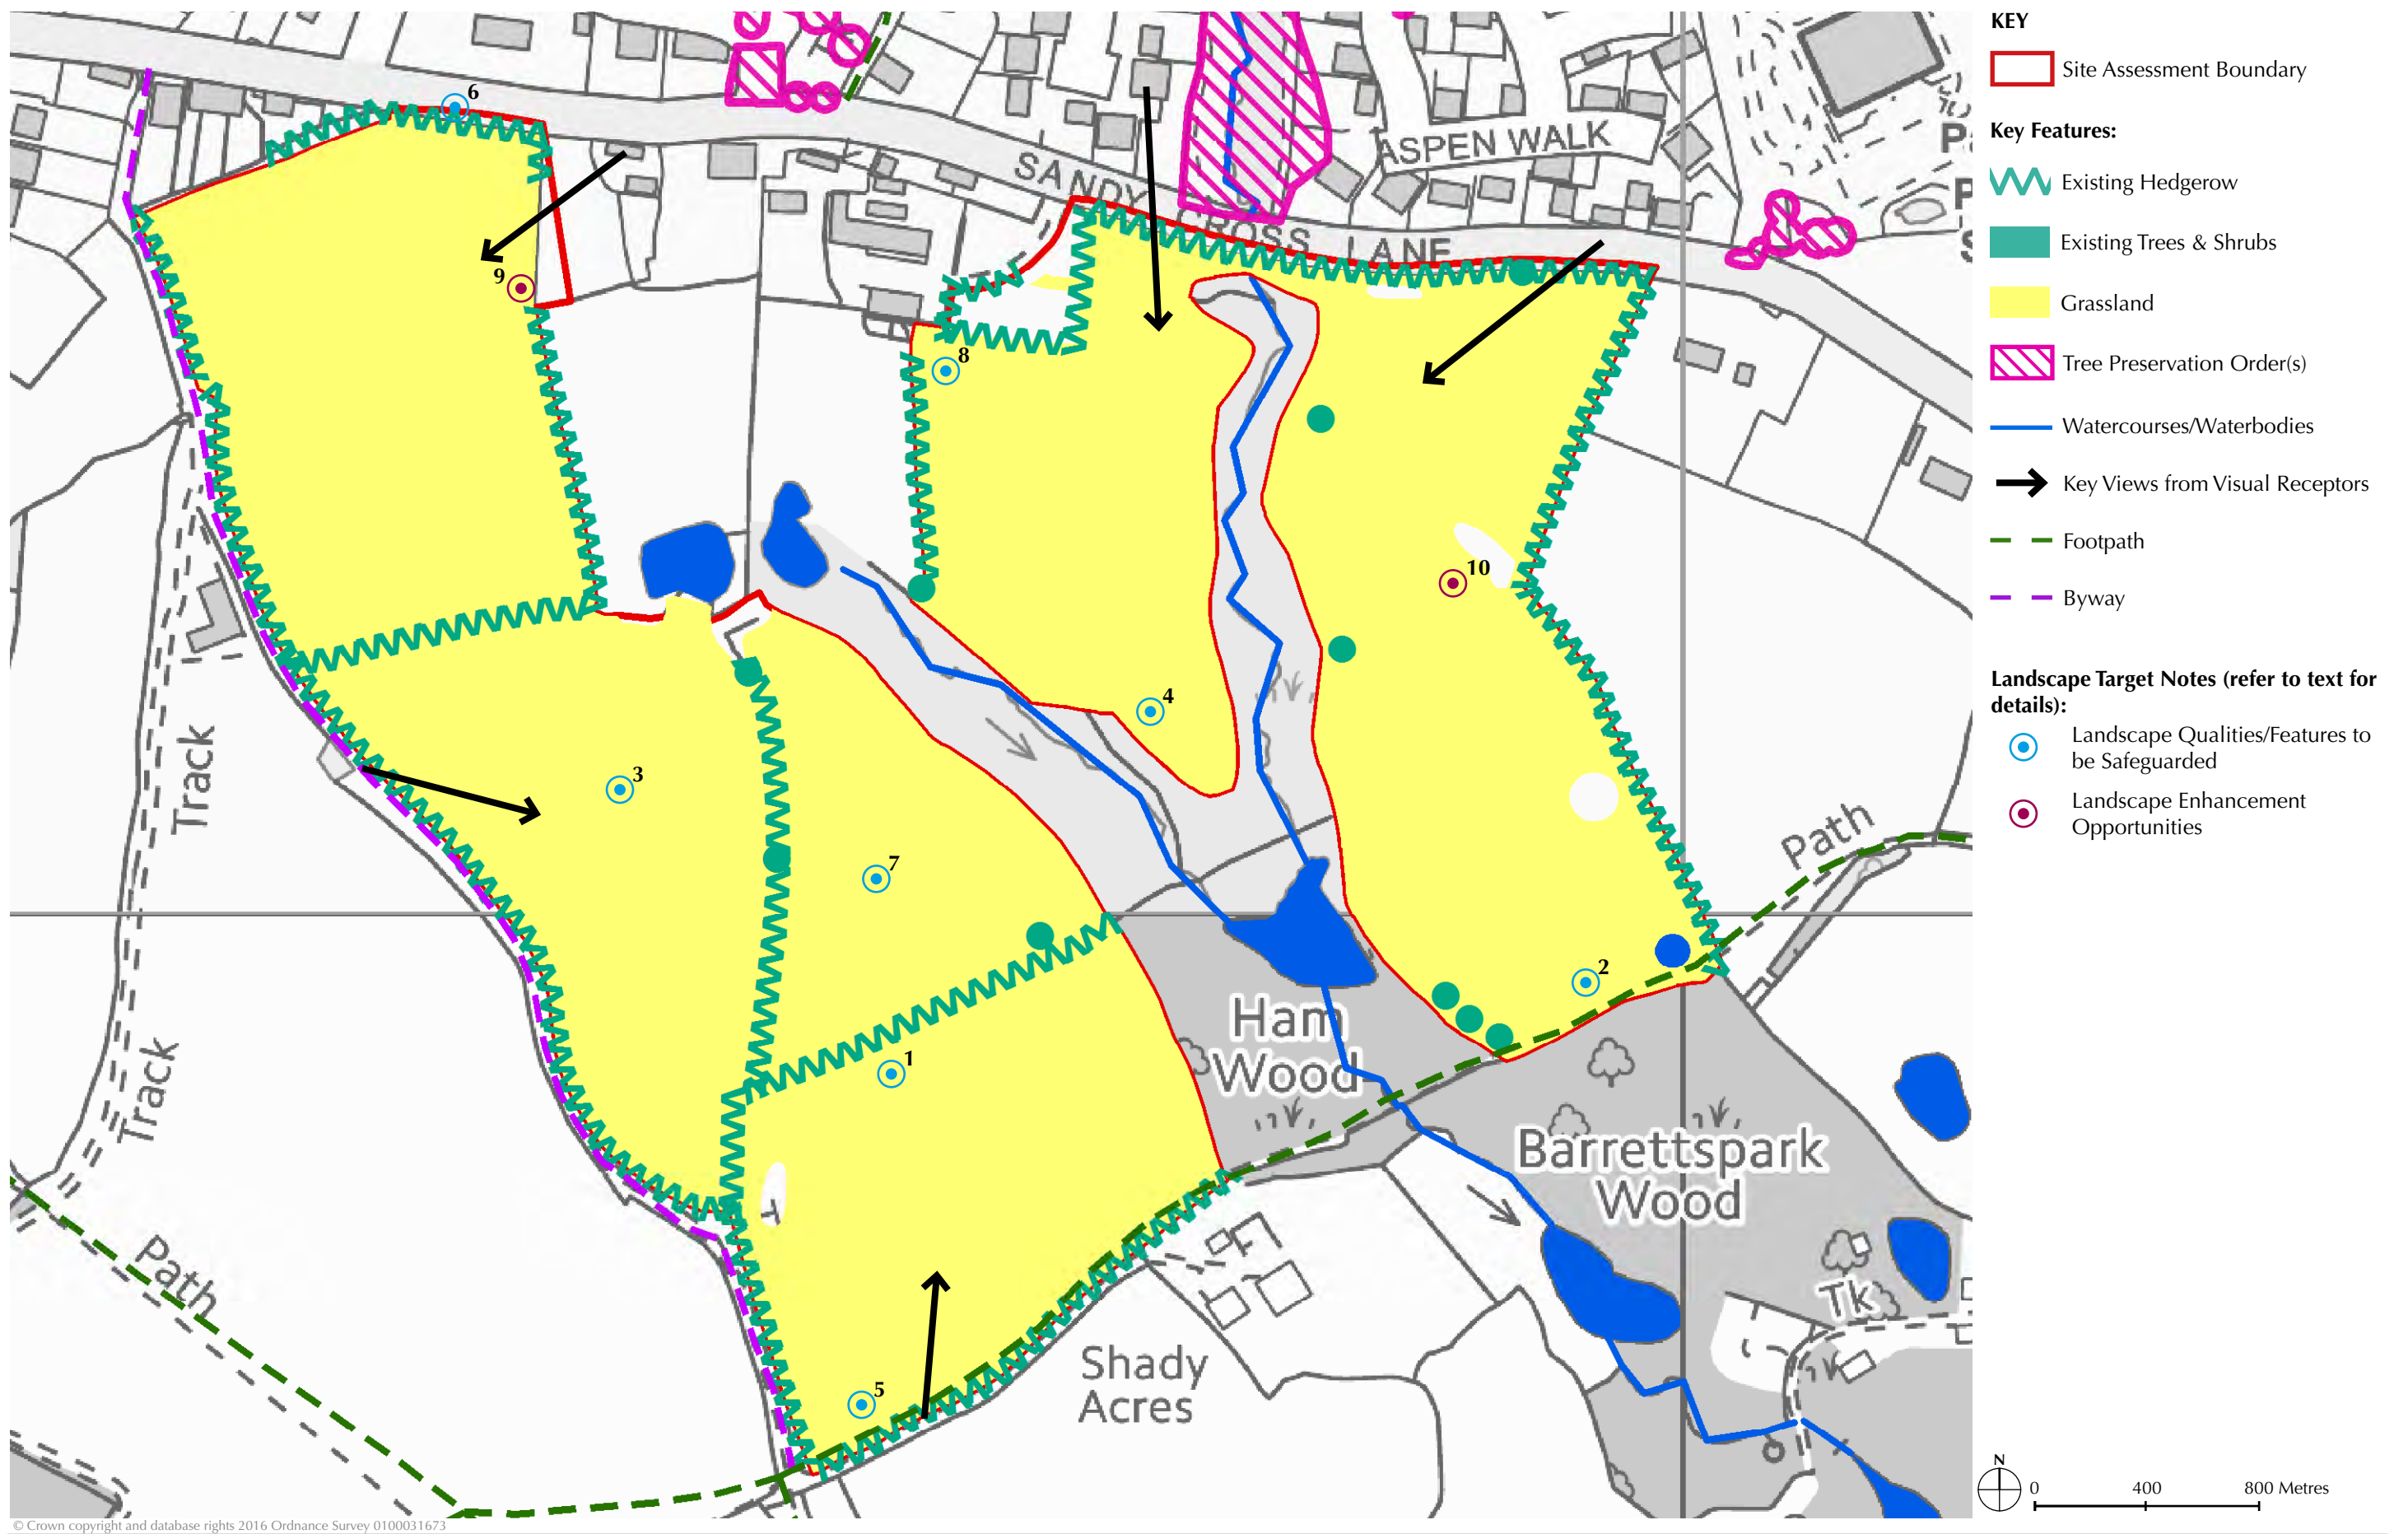 6
SANDY CROSS LANE
ASPEN WALK
9
8
10
4
3
7
2
1
5
Track
Track
Path
Path
Ham
Wood
Barrettspark
Wood
Shady
Acres
Tk
© Crown copyright and database rights 2016 Ordnance Survey 0100031673
KEY
Site Assessment Boundary
Key Features:
Existing Hedgerow
Existing Trees & Shrubs
Grassland
Tree Preservation Order(s)
Watercourses/Waterbodies
Key Views from Visual Receptors
Footpath
Byway
Landscape Target Notes (refer to text for
details):
Landscape Qualities/Features to
be Safeguarded
Landscape Enhancement
Opportunities
N
0 400 800 Metres